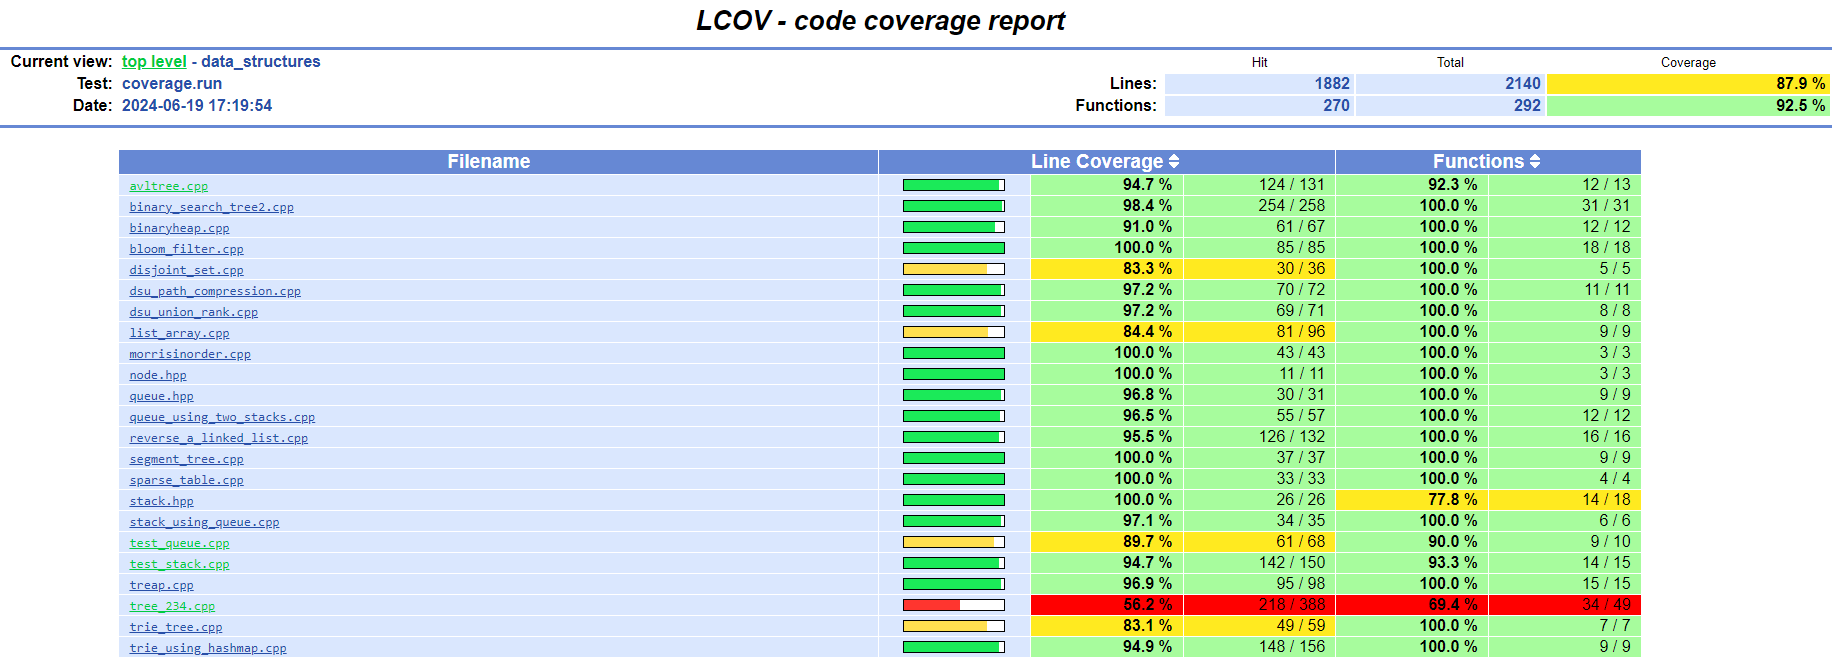 LCOV - code coverage report
Current view: top level - data_structures
Hit Total Coverage
Test: coverage.run Lines: 1882 2140 87.9 %
Date: 2024-06-19 17:19:54 Functions: 270 292 92.5 %
Filename Line Coverage Functions
avltree.cpp 94.7 % 124 / 131 92.3 % 12 / 13
binary_search_tree2.cpp 98.4 % 254 / 258 100.0 % 31 / 31
binaryheap.cpp 91.0 % 61 / 67 100.0 % 12 / 12
bloom_filter.cpp 100.0 % 85 / 85 100.0 % 18 / 18
disjoint_set.cpp 83.3 % 30 / 36 100.0 % 5 / 5
dsu_path_compression.cpp 97.2 % 70 / 72 100.0 % 11 / 11
dsu_union_rank.cpp 97.2 % 69 / 71 100.0 % 8 / 8
list_array.cpp 84.4 % 81 / 96 100.0 % 9 / 9
morrisinorder.cpp 100.0 % 43 / 43 100.0 % 3 / 3
node.hpp 100.0 % 11 / 11 100.0 % 3 / 3
queue.hpp 96.8 % 30 / 31 100.0 % 9 / 9
queue_using_two_stacks.cpp 96.5 % 55 / 57 100.0 % 12 / 12
reverse_a_linked_list.cpp 95.5 % 126 / 132 100.0 % 16 / 16
segment_tree.cpp 100.0 % 37 / 37 100.0 % 9 / 9
sparse_table.cpp 100.0 % 33 / 33 100.0 % 4 / 4
stack.hpp 100.0 % 26 / 26 77.8 % 14 / 18
stack_using_queue.cpp 97.1 % 34 / 35 100.0 % 6 / 6
test_queue.cpp 89.7 % 61 / 68 90.0 % 9 / 10
test_stack.cpp 94.7 % 142 / 150 93.3 % 14 / 15
treap.cpp 96.9 % 95 / 98 100.0 % 15 / 15
tree_234.cpp 56.2 % 218 / 388 69.4 % 34 / 49
trie_tree.cpp 83.1 % 49 / 59 100.0 % 7 / 7
trie_using_hashmap.cpp 94.9 % 148 / 156 100.0 % 9 / 9